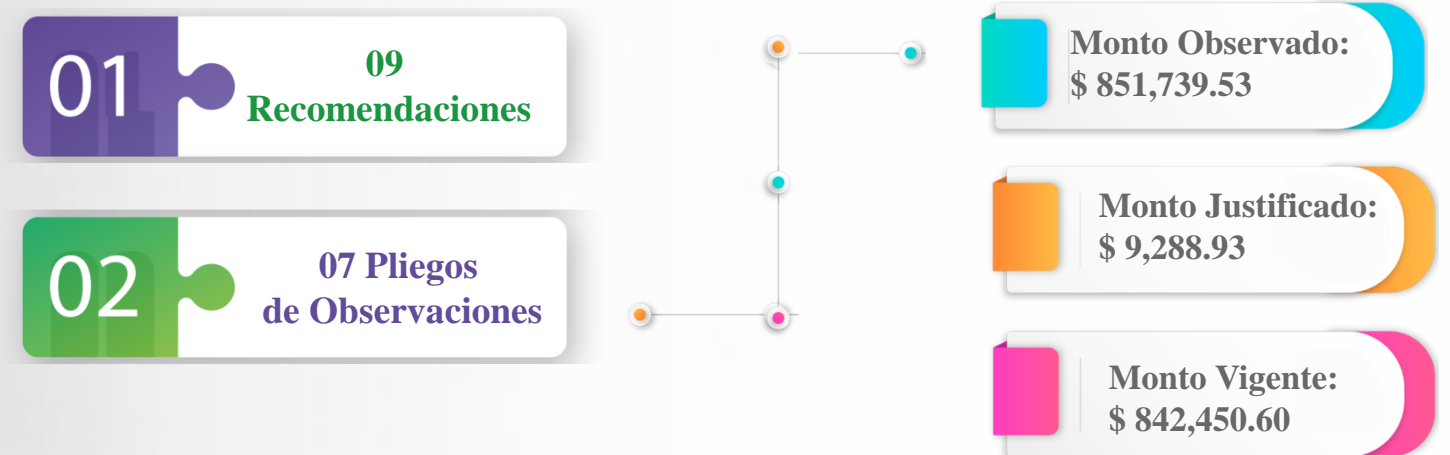 01
09
Recomendaciones
02
07 Pliegos
de Observaciones
Monto Observado:
$ 851,739.53
Monto Justificado:
$ 9,288.93
Monto Vigente:
$ 842,450.60